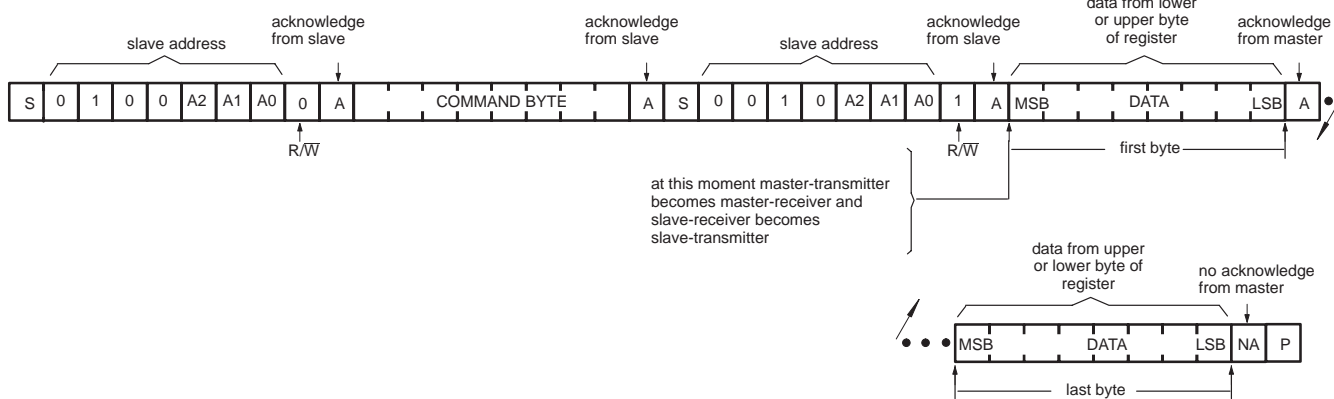 data from lower
or upper byte
of register
acknowledge
from slave
acknowledge
from slave
acknowledge
from slave
acknowledge
from master
slave address
slave address
S 0 1 0 0 A2 A1 A0 0 A COMMAND BYTE A S 0 0 1 0 A2 A1 A0 1 A MSB DATA LSB A
R/W̅
R/W̅
first byte
at this moment master-transmitter
becomes master-receiver and
slave-receiver becomes
slave-transmitter
data from upper
or lower byte of
register
no acknowledge
from master
MSB DATA LSB NA P
last byte